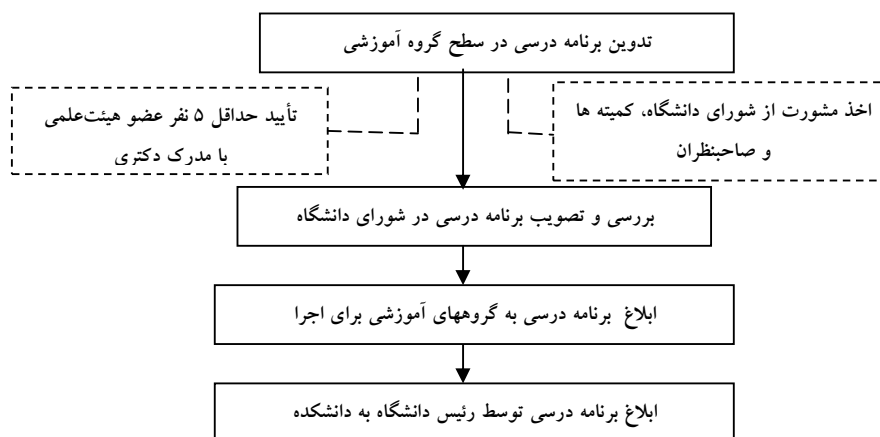 تدوین برنامه درسی در سطح گروه آموزشی
اخذ مشورت از شورای دانشگاه، کمیته ها
و صاحبنظران
تأیید حداقل ۵ نفر عضو هیئت‌علمی
با مدرک دکتری
بررسی و تصویب برنامه درسی در شورای دانشگاه
ابلاغ برنامه درسی به گروههای آموزشی برای اجرا
ابلاغ برنامه درسی توسط رئیس دانشگاه به دانشکده